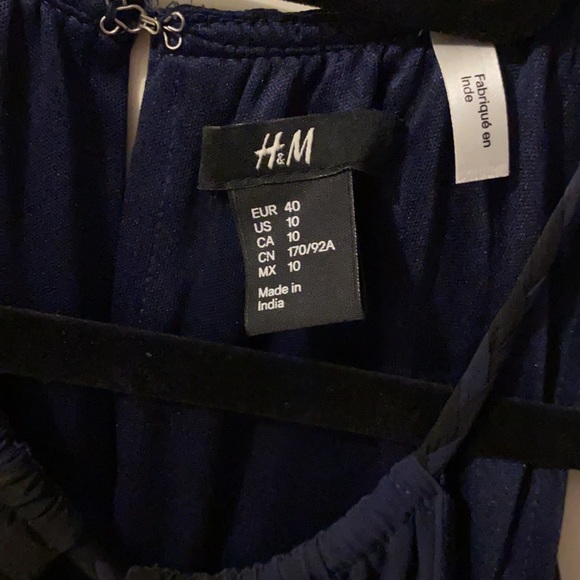 H&M
EUR 40
US 10
CA 10
CN 170/92A
MX 10
Made in
India
Fabriqué en
Inde